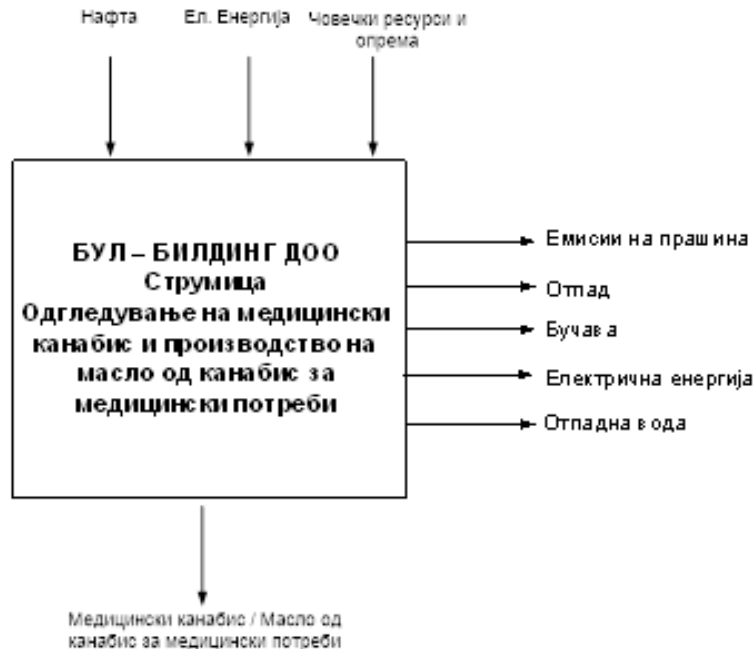 Нафта
Ел. Енергија
Човечки ресурси и
опрема
БУЛ – БИЛДИНГ ДОО
Струмица
Одгледување на медицински
канабис и производство на
масло од канабис за
медицински потреби
Емисии на прашина
Отпад
Бучава
Електрична енергија
Отпадна вода
Медицински канабис / Масло од
канабис за медицински потреби